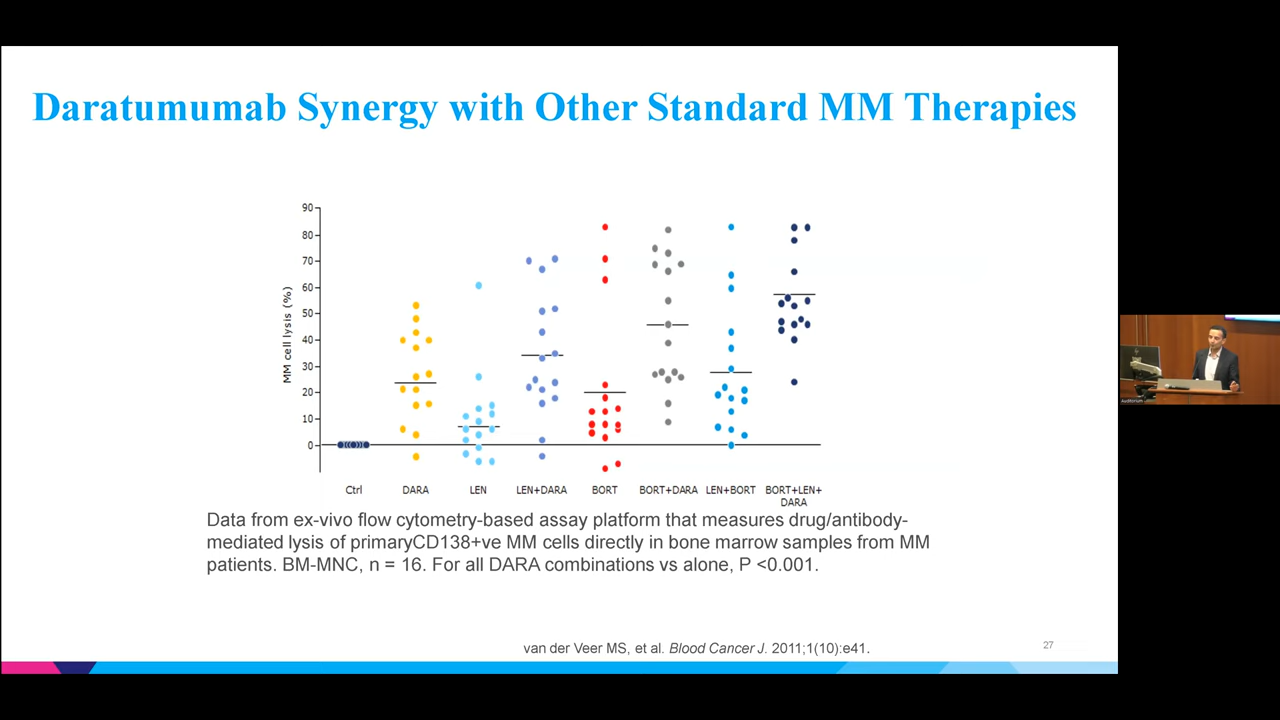 Daratumumab Synergy with Other Standard MM Therapies
90
80
70
60
50
40
30
20
10
0
MM cell lysis (%)
Ctrl
DARA
LEN
LEN+DARA
BORT
BORT+DARA
LEN+BORT
BORT+LEN+
DARA
Data from ex-vivo flow cytometry-based assay platform that measures drug/antibody-
mediated lysis of primaryCD138+ve MM cells directly in bone marrow samples from MM
patients. BM-MNC, n = 16. For all DARA combinations vs alone, P <0.001.
van der Veer MS, et al. Blood Cancer J. 2011;1(10):e41.
27
Auditorium